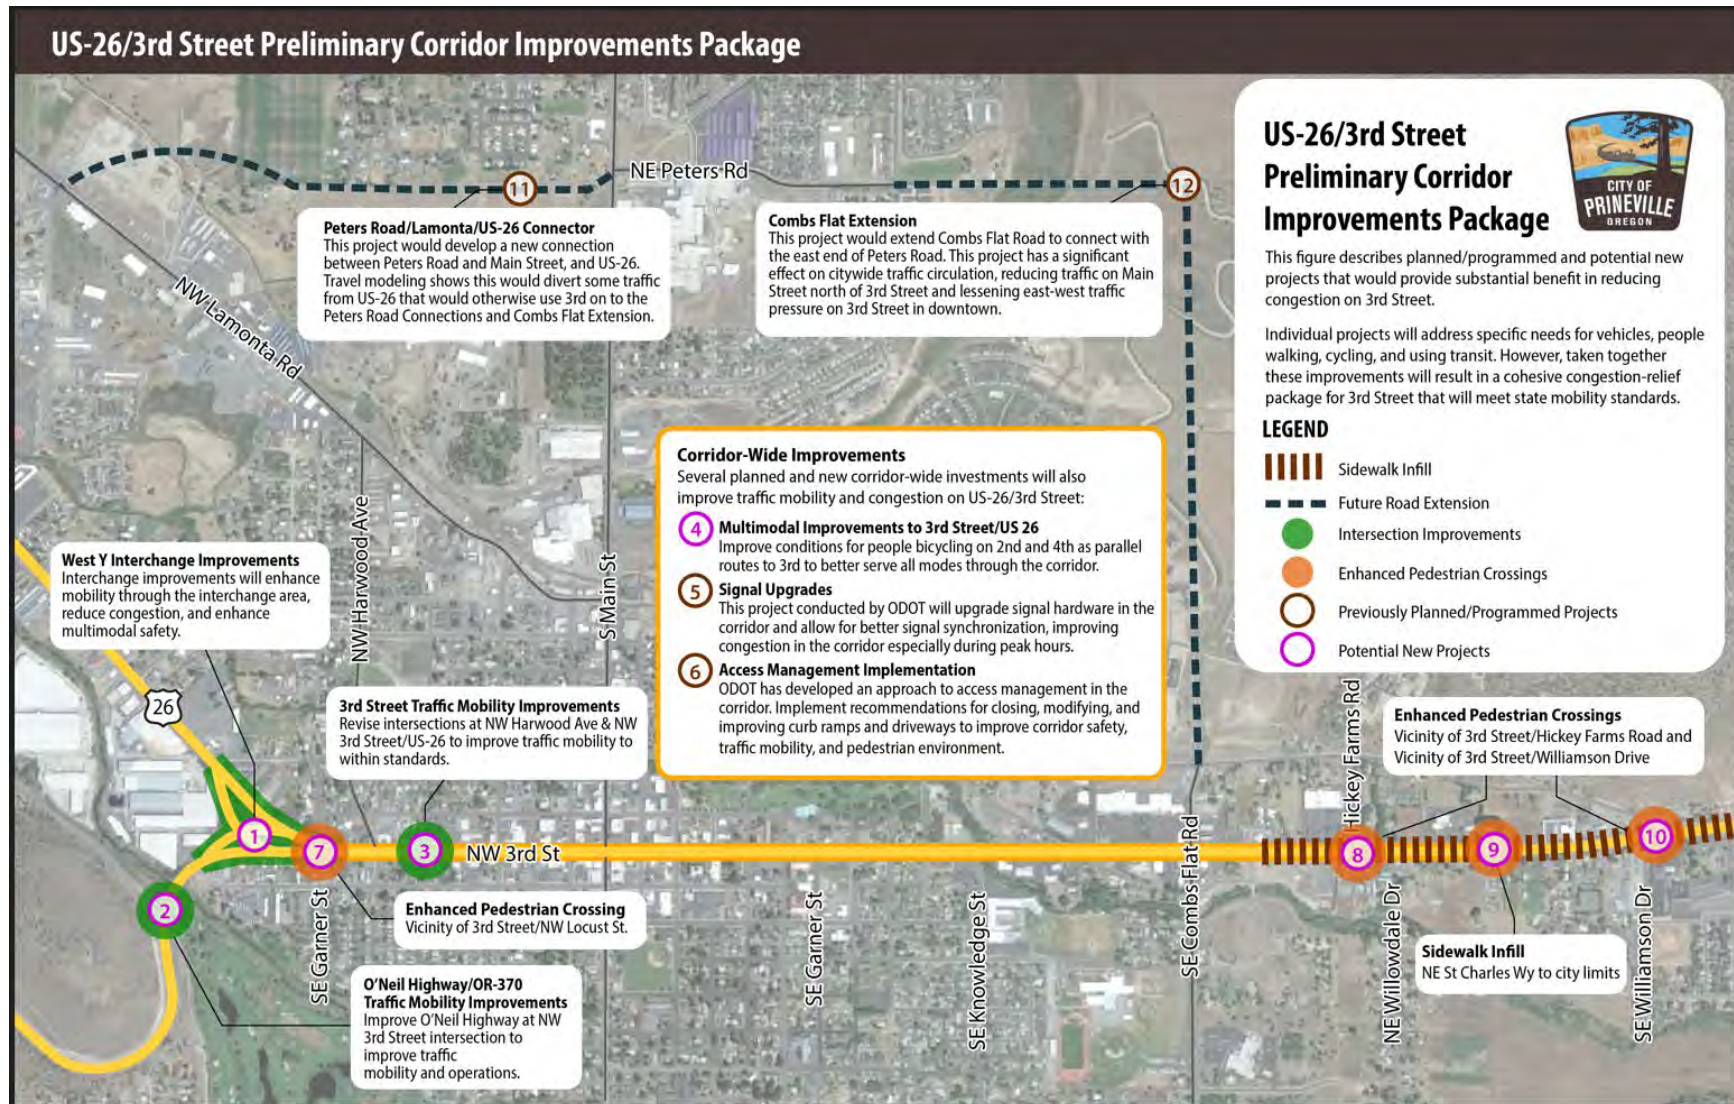 US-26/3rd Street Preliminary Corridor Improvements Package
US-26/3rd Street
Preliminary Corridor
Improvements Package
CITY OF
PRINEVILLE
OREGON
This figure describes planned/programmed and potential new
projects that would provide substantial benefit in reducing
congestion on 3rd Street.
Individual projects will address specific needs for vehicles, people
walking, cycling, and using transit. However, taken together
these improvements will result in a cohesive congestion-relief
package for 3rd Street that will meet state mobility standards.
LEGEND
Sidewalk Infill
Future Road Extension
Intersection Improvements
Enhanced Pedestrian Crossings
Previously Planned/Programmed Projects
Potential New Projects
11
NE Peters Rd
12
Peters Road/Lamonta/US-26 Connector
This project would develop a new connection
between Peters Road and Main Street, and US-26.
Travel modeling shows this would divert some traffic
from US-26 that would otherwise use 3rd on to the
Peters Road Connections and Combs Flat Extension.
Combs Flat Extension
This project would extend Combs Flat Road to connect with
the east end of Peters Road. This project has a significant
effect on citywide traffic circulation, reducing traffic on Main
Street north of 3rd Street and lessening east-west traffic
pressure on 3rd Street in downtown.
NW Lamonta Rd
NW Harwood Ave
S Main St
Corridor-Wide Improvements
Several planned and new corridor-wide investments will also
improve traffic mobility and congestion on US-26/3rd Street:
4
Multimodal Improvements to 3rd Street/US 26
Improve conditions for people bicycling on 2nd and 4th as parallel
routes to 3rd to better serve all modes through the corridor.
5
Signal Upgrades
This project conducted by ODOT will upgrade signal hardware in the
corridor and allow for better signal synchronization, improving
congestion in the corridor especially during peak hours.
6
Access Management Implementation
ODOT has developed an approach to access management in the
corridor. Implement recommendations for closing, modifying, and
improving curb ramps and driveways to improve corridor safety,
traffic mobility, and pedestrian environment.
West Y Interchange Improvements
Interchange improvements will enhance
mobility through the interchange area,
reduce congestion, and enhance
multimodal safety.
26
3rd Street Traffic Mobility Improvements
Revise intersections at NW Harwood Ave & NW
3rd Street/US-26 to improve traffic mobility to
within standards.
Hickey Farms Rd
Enhanced Pedestrian Crossings
Vicinity of 3rd Street/Hickey Farms Road and
Vicinity of 3rd Street/Williamson Drive
1
7
3
NW 3rd St
8
9
10
2
SE Garner St
Enhanced Pedestrian Crossing
Vicinity of 3rd Street/NW Locust St.
SE Garner St
SE Knowledge St
SE Combs Flat Rd
NE Willowdale Dr
Sidewalk Infill
NE St Charles Wy to city limits
SE Williamson Dr
O'Neil Highway/OR-370
Traffic Mobility Improvements
Improve O'Neil Highway at NW
3rd Street intersection to
improve traffic
mobility and operations.